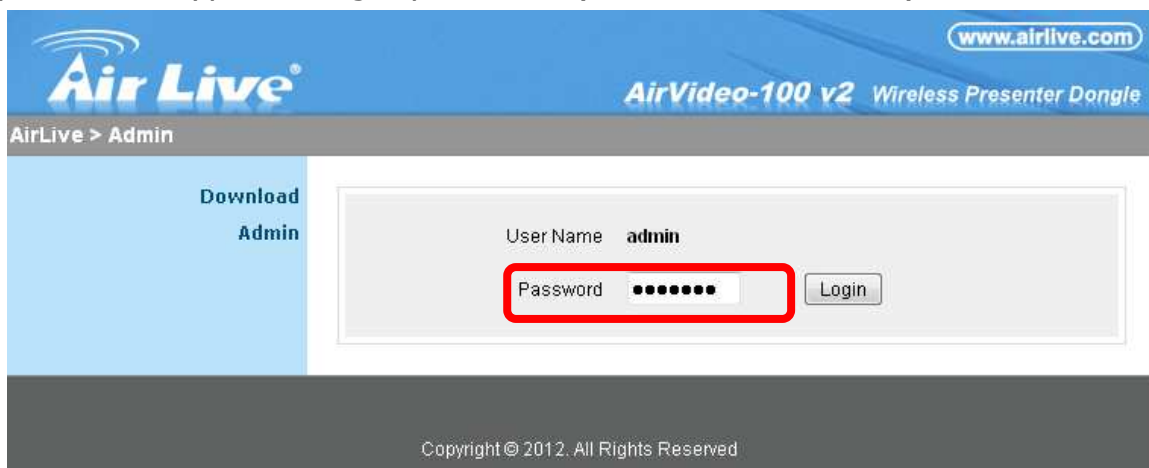 www.airlive.com
Air Live®
AirVideo-100 v2 Wireless Presenter Dongle
AirLive > Admin
Download
Admin
User Name admin
Password •••••••
Login
Copyright © 2012. All Rights Reserved